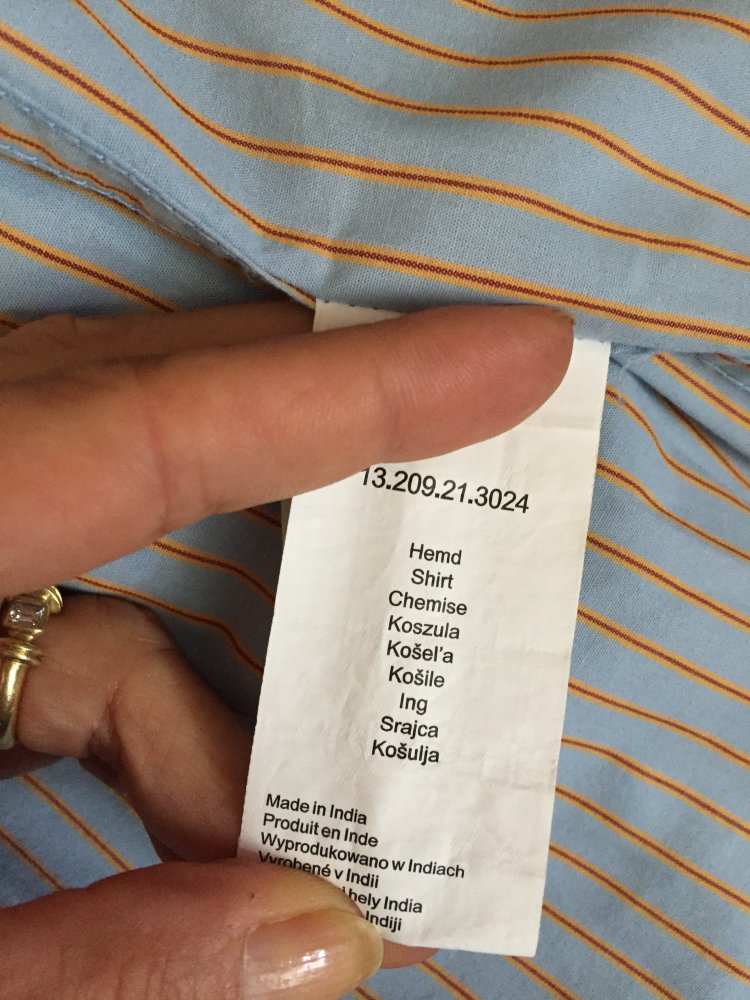 13.209.21.3024
Hemd
Shirt
Chemise
Koszula
Košel'a
Košile
Ing
Srajca
Košulja
Made in India
Produit en Inde
Wyprodukowano w Indiach
Vyrobené v Indii
hely India
Indiji